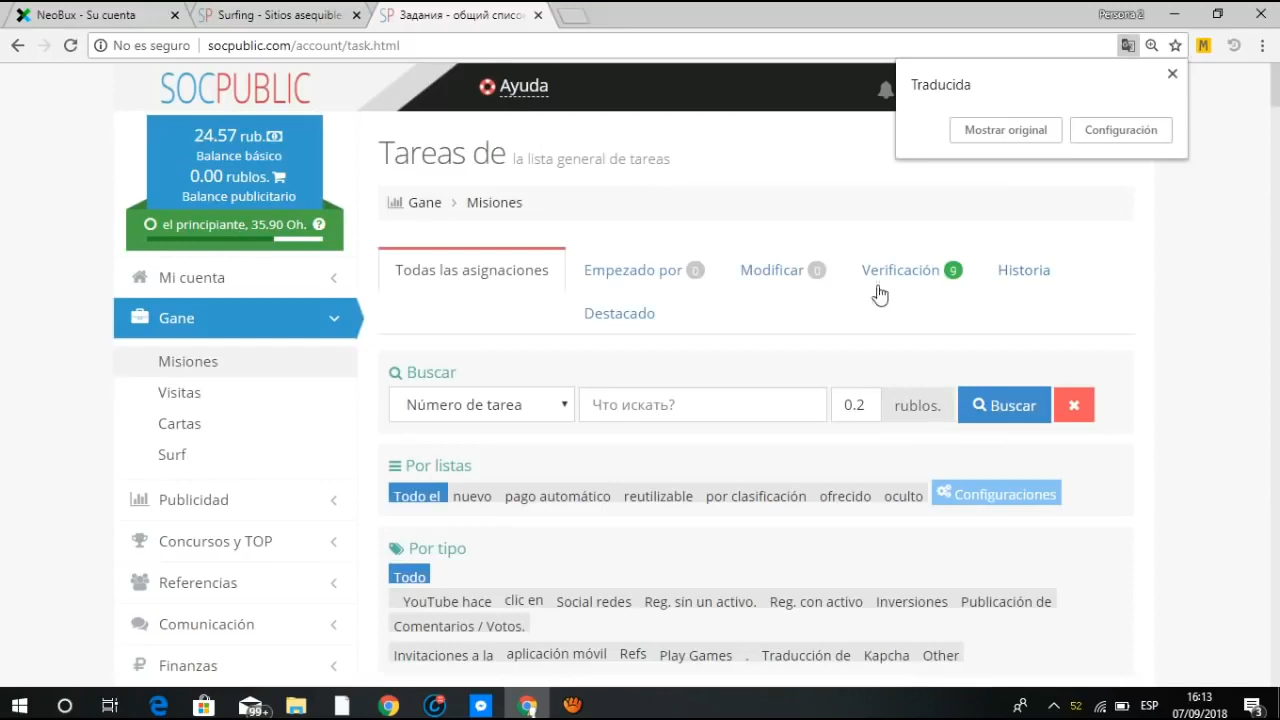 NeoBux - Su cuenta
Surfing - Sitios asequible
Задания - общий списо
Persona 2
No es seguro
socpublic.com/account/task.html
SOCPUBLIC
Ayuda
Traducida
Mostrar original
Configuración
24.57 rub.
Balance básico
0.00 rublos.
Balance publicitario
el principiante, 35.90 Oh. ?
Tareas de la lista general de tareas
Gane > Misiones
Todas las asignaciones
Empezado por 0
Modificar 0
Verificación 9
Historia
Destacado
Mi cuenta
Gane
Misiones
Visitas
Cartas
Surf
Publicidad
Concursos y TOP
Referencias
Comunicación
Finanzas
Buscar
Número de tarea
Что искать?
0.2
rublos.
Buscar
Por listas
Todo el nuevo pago automático reutilizable por clasificación ofrecido oculto Configuraciones
Por tipo
Todo
YouTube hace clic en Social redes Reg. sin un activo. Reg. con activo Inversiones Publicación de
Comentarios / Votos.
Invitaciones a la aplicación móvil Refs Play Games . Traducción de Kapcha Other
99+
52
ESP
16:13
07/09/2018
3